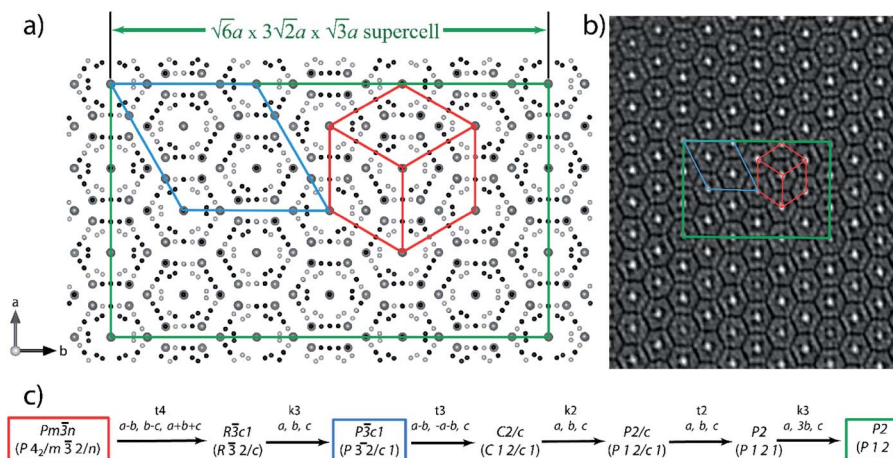 a)
√6a x 3√2a x √3a supercell
b)
a
b
c)
t4 k3 t3 k2 t2 k3
Pm3̅n a-b, b-c, a+b+c R3̅c1 a, b, c P3̅c1 a-b, -a-b, c C2/c a, b, c P2/c a, b, c P2 a, 3b, c P2
(P 4₂/m 3̅ 2/n) (R 3̅ 2/c) (P 3̅ 2/c 1) (C 1 2/c 1) (P 1 2/c 1) (P 1 2 1) (P 1 2